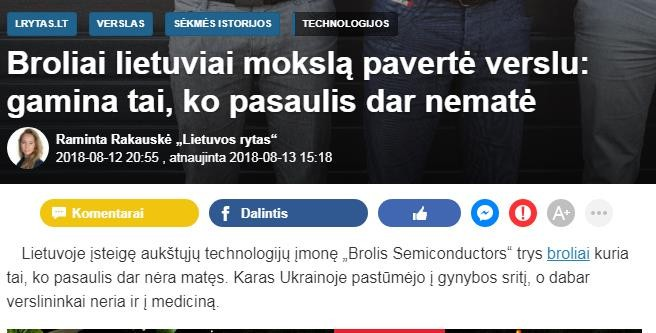 LRYTAS.LT VERSLAS SĖKMĖS ISTORIJOS TECHNOLOGIJOS
Broliai lietuviai mokslą pavertė verslu:
gamina tai, ko pasaulis dar nematė
Raminta Rakauskė „Lietuvos rytas“
2018-08-12 20:55 , atnaujinta 2018-08-13 15:18
Komentarai f Dalintis A+
Lietuvoje įsteigę aukštųjų technologijų įmonę „Brolis Semiconductors“ trys broliai kuria
tai, ko pasaulis dar nėra matęs. Karas Ukrainoje pastūmėjo į gynybos sritį, o dabar
verslininkai neria ir į mediciną.